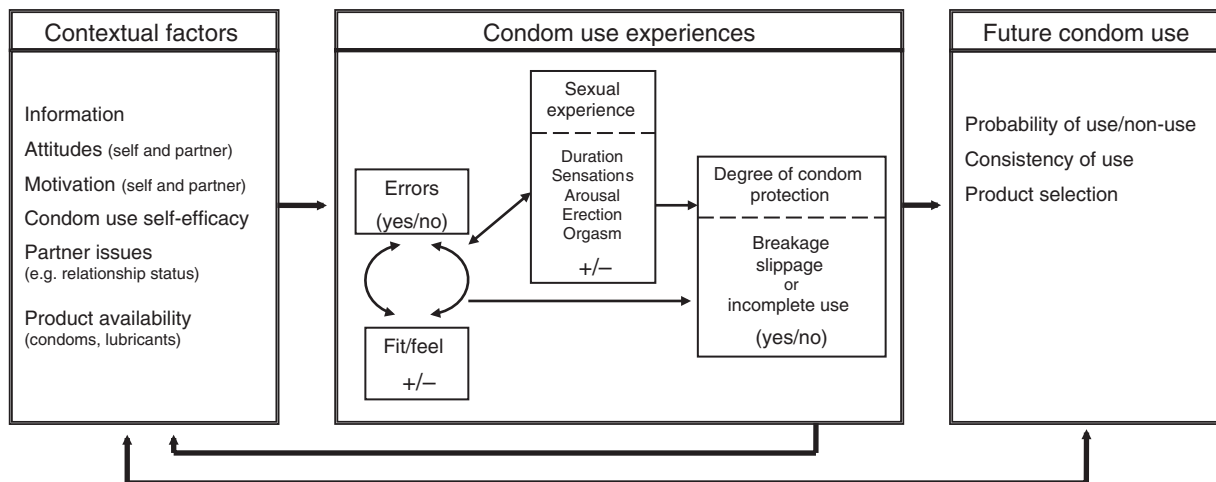 Contextual factors
Information
Attitudes (self and partner)
Motivation (self and partner)
Condom use self-efficacy
Partner issues
(e.g. relationship status)
Product availability
(condoms, lubricants)
Condom use experiences
Errors
(yes/no)
Fit/feel
+/–
Sexual
experience
Duration
Sensations
Arousal
Erection
Orgasm
+/–
Degree of condom
protection
Breakage
slippage
or
incomplete use
(yes/no)
Future condom use
Probability of use/non-use
Consistency of use
Product selection